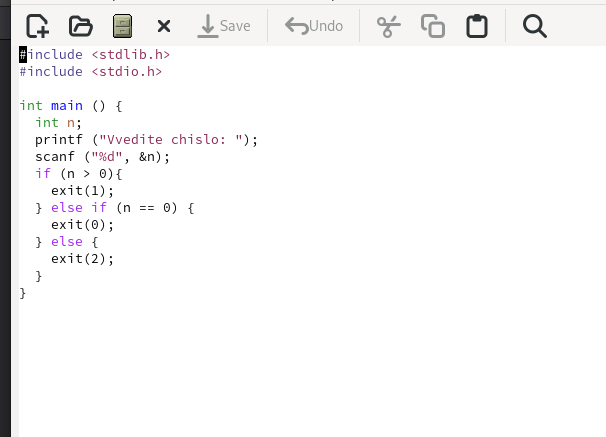 Save Undo
#include <stdlib.h>
#include <stdio.h>

int main () {
  int n;
  printf ("Vvedite chislo: ");
  scanf ("%d", &n);
  if (n > 0){
    exit(1);
  } else if (n == 0) {
    exit(0);
  } else {
    exit(2);
  }
}